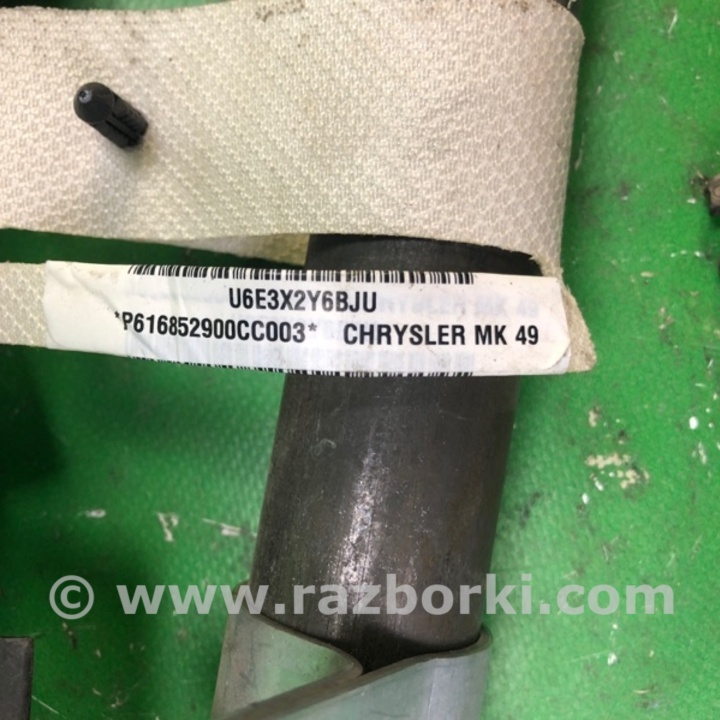 U6E3X2Y6BJU
*P616852900CC003* CHRYSLER MK 49
© www.razborki.com